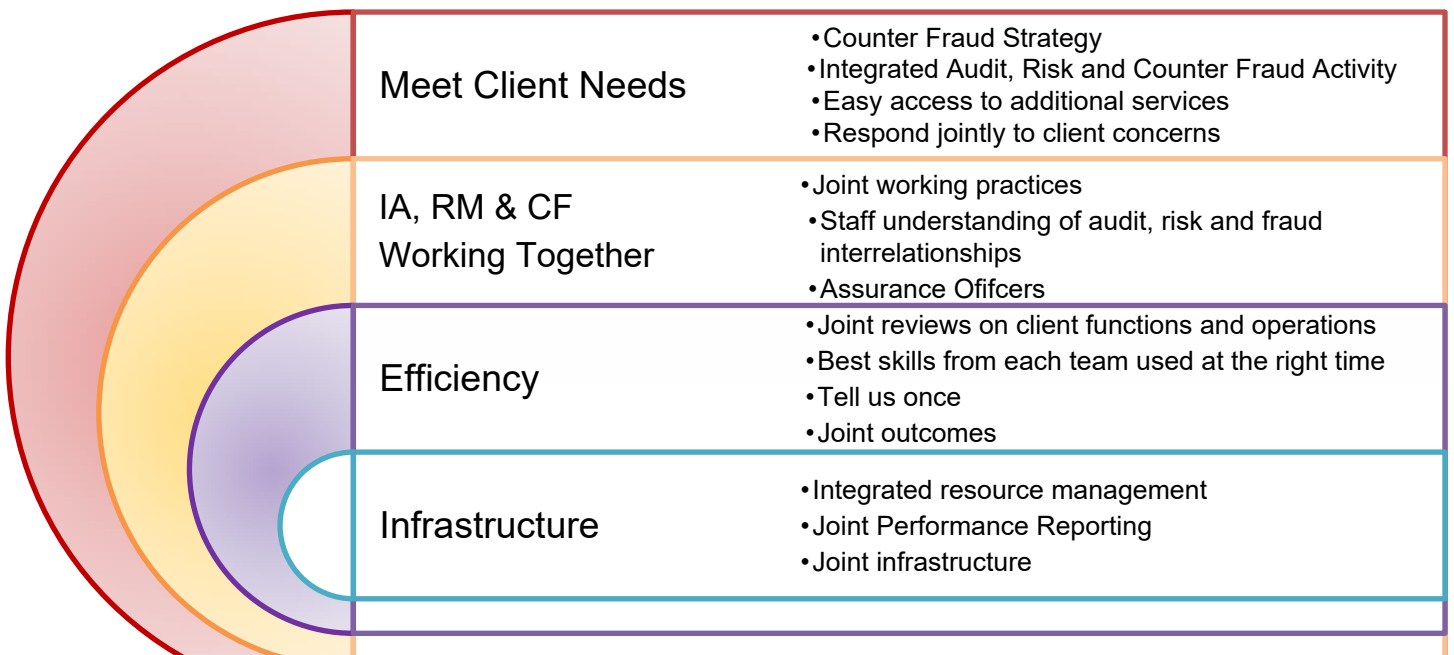 Meet Client Needs
•Counter Fraud Strategy
•Integrated Audit, Risk and Counter Fraud Activity
•Easy access to additional services
•Respond jointly to client concerns
IA, RM & CF
Working Together
•Joint working practices
•Staff understanding of audit, risk and fraud
interrelationships
•Assurance Ofifcers
Efficiency
•Joint reviews on client functions and operations
•Best skills from each team used at the right time
•Tell us once
•Joint outcomes
Infrastructure
•Integrated resource management
•Joint Performance Reporting
•Joint infrastructure